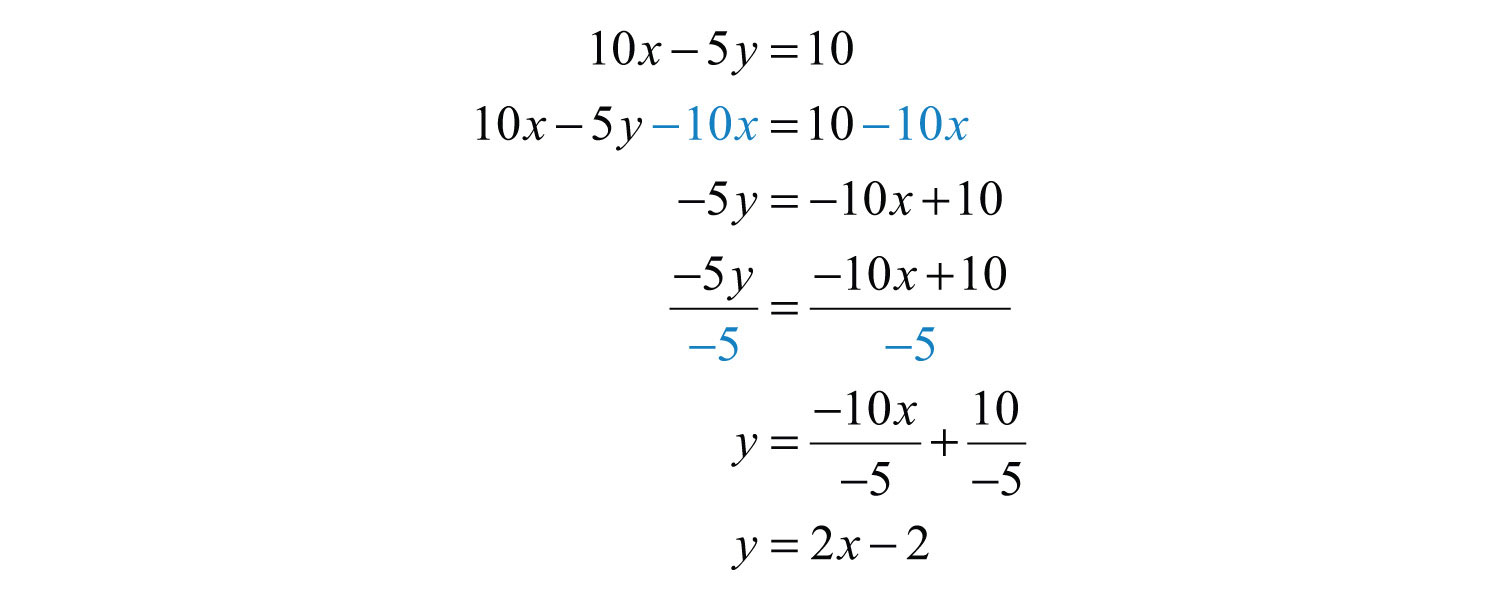 10x − 5y = 10
10x − 5y − 10x = 10 − 10x
−5y = −10x + 10
−5y/−5 = (−10x + 10)/−5
y = −10x/−5 + 10/−5
y = 2x − 2